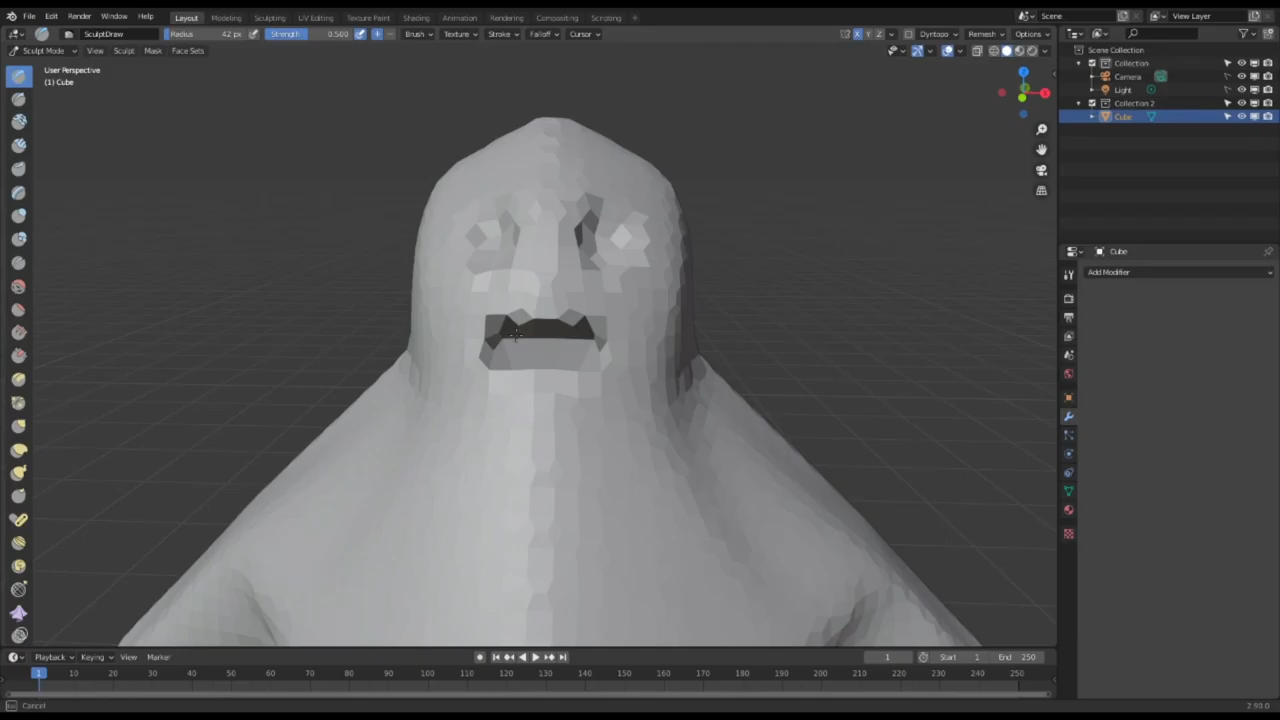 File Edit Render Window Help Layout Modeling Sculpting UV Editing Texture Paint Shading Animation Rendering Compositing Scripting + Scene View Layer
SculptDraw Radius 42 px Strength 0.500 Brush Texture Stroke Falloff Cursor X Y Z Dyntopo Remesh Options
Sculpt Mode View Sculpt Mask Face Sets
User Perspective
(1) Cube
Scene Collection
Collection
Camera
Light
Collection 2
Cube
Cube
Add Modifier
Playback Keying View Marker 1 Start 1 End 250
1 10 20 30 40 50 60 70 80 90 100 110 120 130 140 150 160 170 180 190 200 210 220 230 240 250
Cancel 2.90.0